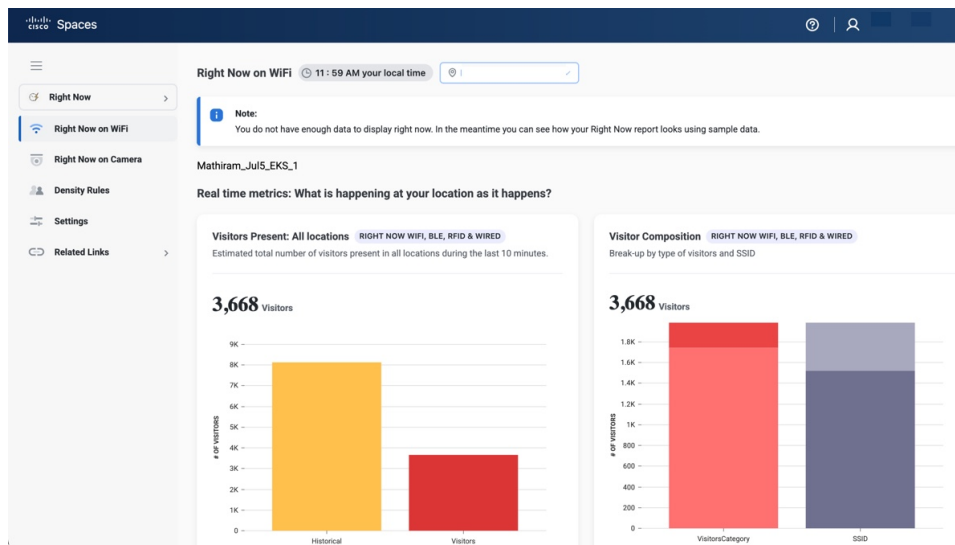 cisco Spaces
Right Now
Right Now on WiFi
Right Now on Camera
Density Rules
Settings
Related Links
Right Now on WiFi 11 : 59 AM your local time
Note:
You do not have enough data to display right now. In the meantime you can see how your Right Now report looks using sample data.
Mathiram_Jul5_EKS_1
Real time metrics: What is happening at your location as it happens?
Visitors Present: All locations RIGHT NOW WIFI, BLE, RFID & WIRED
Estimated total number of visitors present in all locations during the last 10 minutes.
3,668 Visitors
# OF VISITORS
9K
8K
7K
6K
5K
4K
3K
2K
1K
0
Historical Visitors
Visitor Composition RIGHT NOW WIFI, BLE, RFID & WIRED
Break-up by type of visitors and SSID
3,668 Visitors
# OF VISITORS
1.8K
1.6K
1.4K
1.2K
1K
800
600
400
200
0
VisitorsCategory SSID